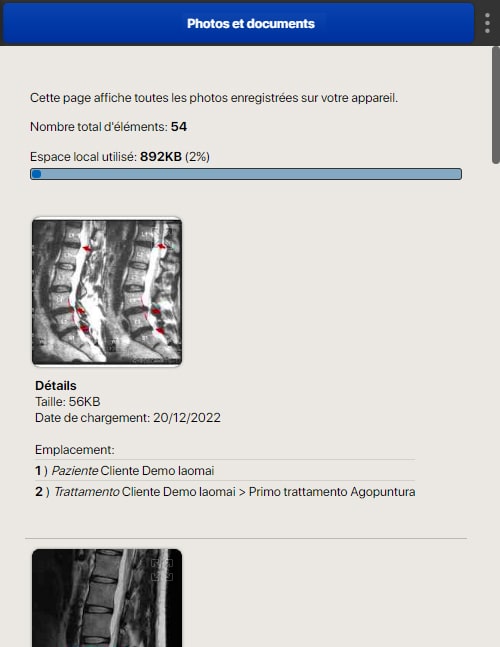 Photos et documents
Cette page affiche toutes les photos enregistrées sur votre appareil.
Nombre total d'éléments: 54
Espace local utilisé: 892KB (2%)
Détails
Taille: 56KB
Date de chargement: 20/12/2022
Emplacement:
1 ) Paziente Cliente Demo Iaomai
2 ) Trattamento Cliente Demo Iaomai > Primo trattamento Agopuntura